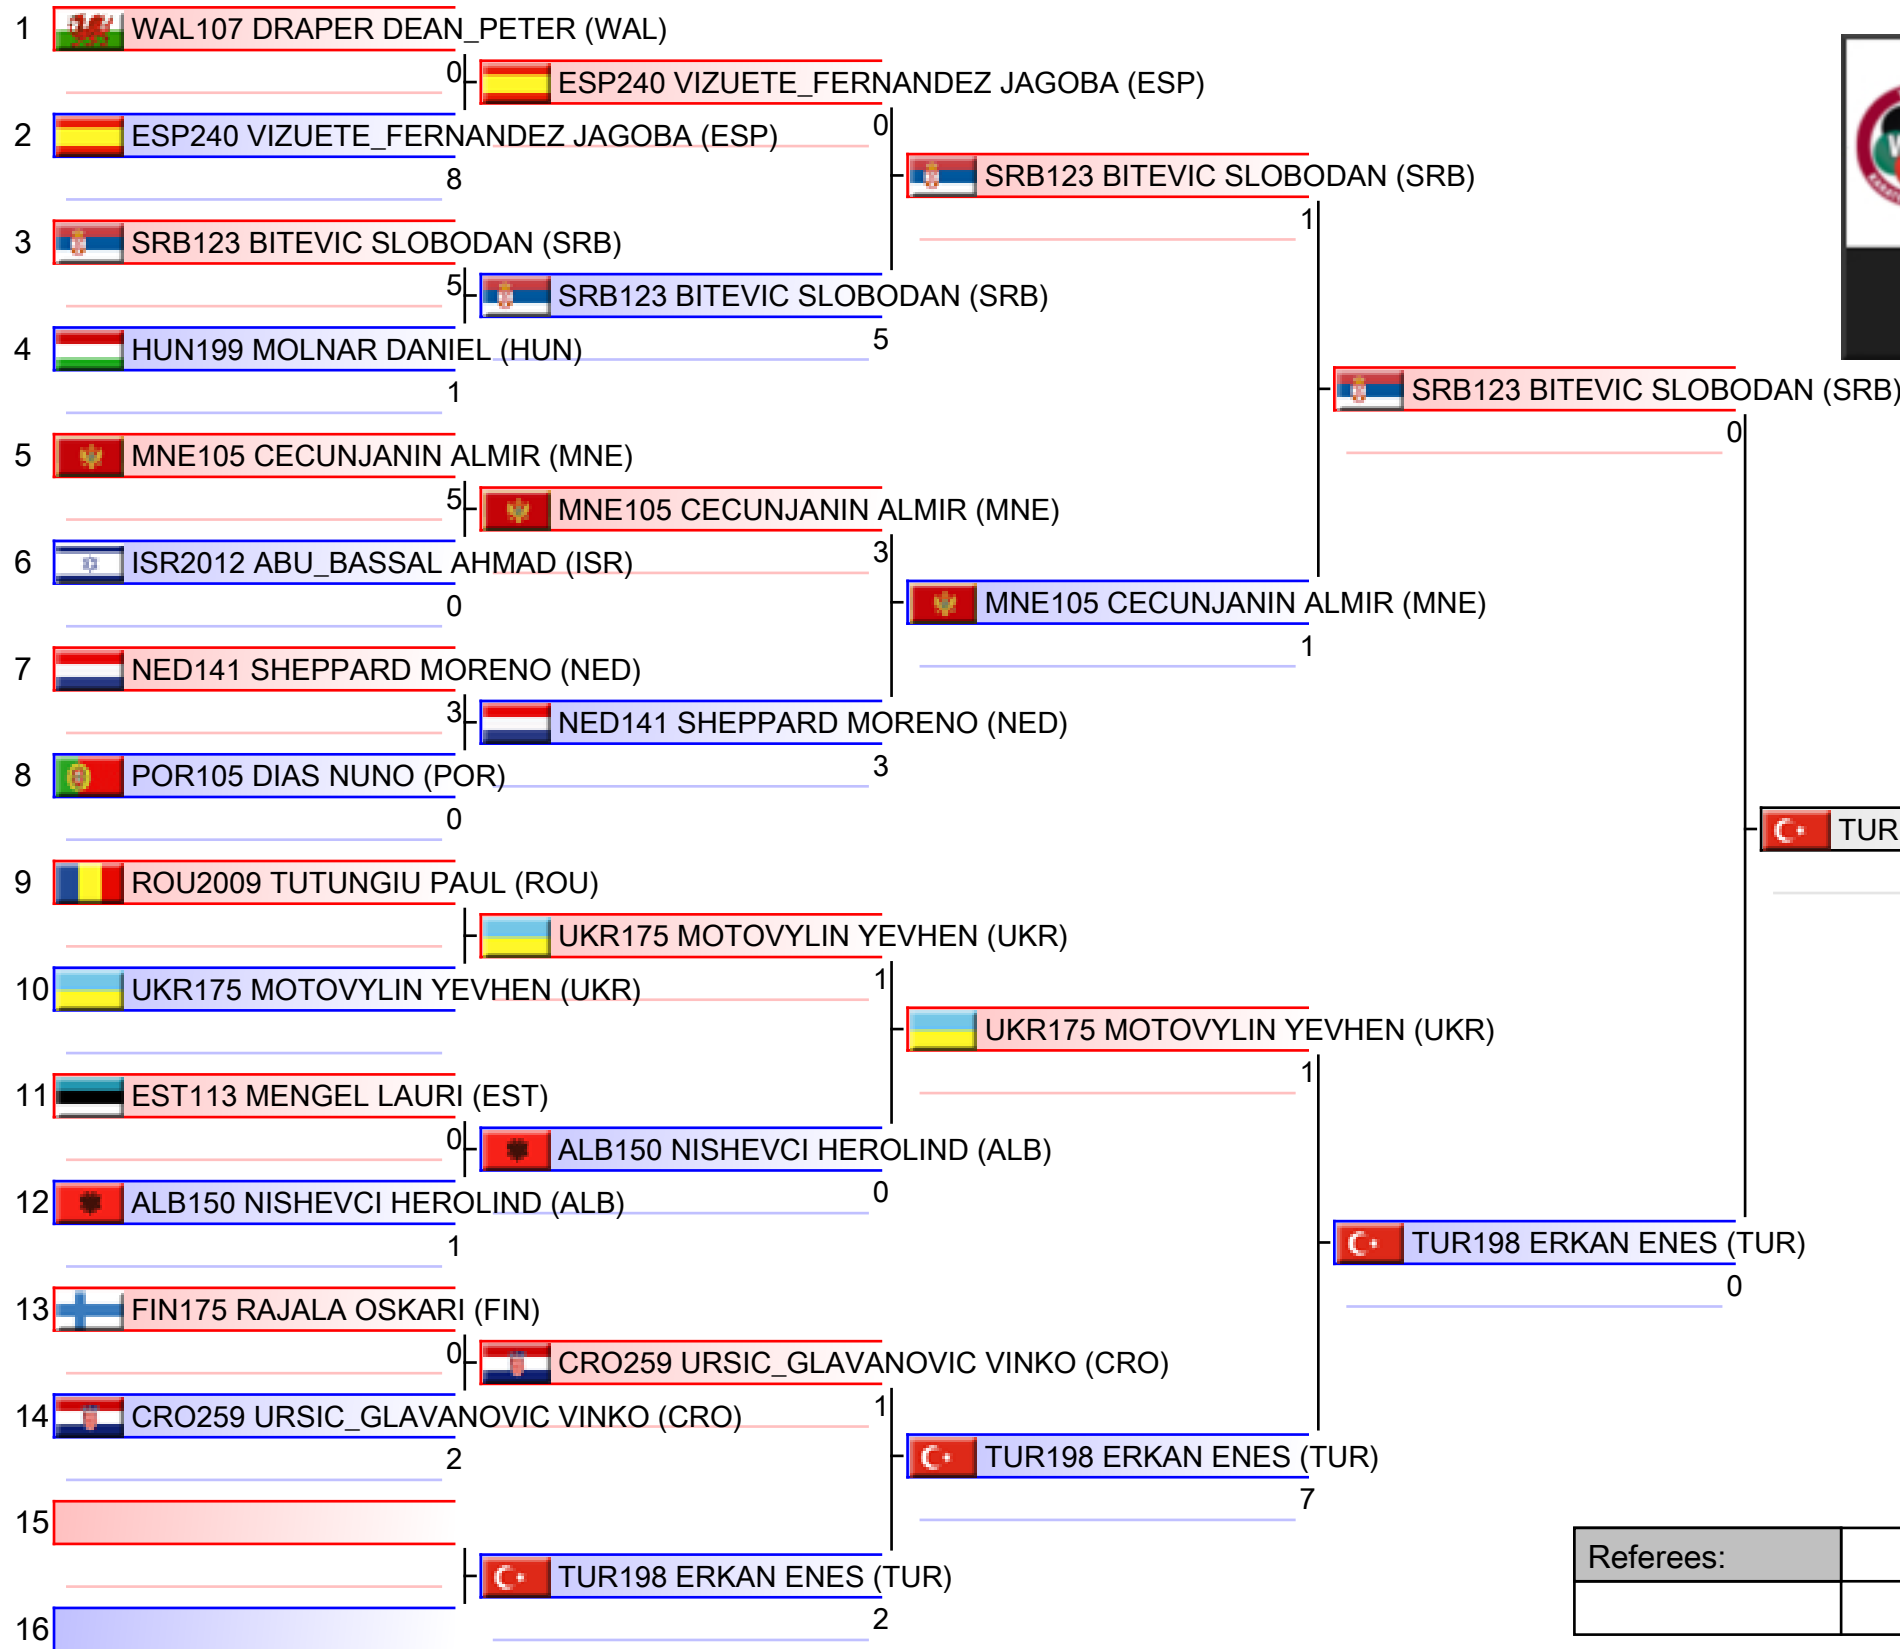 1 WAL107 DRAPER DEAN_PETER (WAL)
0
ESP240 VIZUETE_FERNANDEZ JAGOBA (ESP)
0
2 ESP240 VIZUETE_FERNANDEZ JAGOBA (ESP)
8
SRB123 BITEVIC SLOBODAN (SRB)
1
3 SRB123 BITEVIC SLOBODAN (SRB)
5
SRB123 BITEVIC SLOBODAN (SRB)
5
4 HUN199 MOLNAR DANIEL (HUN)
1
SRB123 BITEVIC SLOBODAN (SRB)
0
5 MNE105 CECUNJANIN ALMIR (MNE)
5
MNE105 CECUNJANIN ALMIR (MNE)
3
6 ISR2012 ABU_BASSAL AHMAD (ISR)
0
MNE105 CECUNJANIN ALMIR (MNE)
1
7 NED141 SHEPPARD MORENO (NED)
3
NED141 SHEPPARD MORENO (NED)
3
8 POR105 DIAS NUNO (POR)
0
TUR
9 ROU2009 TUTUNGIU PAUL (ROU)
UKR175 MOTOVYLIN YEVHEN (UKR)
1
10 UKR175 MOTOVYLIN YEVHEN (UKR)
UKR175 MOTOVYLIN YEVHEN (UKR)
1
11 EST113 MENGEL LAURI (EST)
0
ALB150 NISHEVCI HEROLIND (ALB)
0
12 ALB150 NISHEVCI HEROLIND (ALB)
1
TUR198 ERKAN ENES (TUR)
0
13 FIN175 RAJALA OSKARI (FIN)
0
CRO259 URSIC_GLAVANOVIC VINKO (CRO)
1
14 CRO259 URSIC_GLAVANOVIC VINKO (CRO)
2
TUR198 ERKAN ENES (TUR)
7
15
TUR198 ERKAN ENES (TUR)
2
16
Referees: